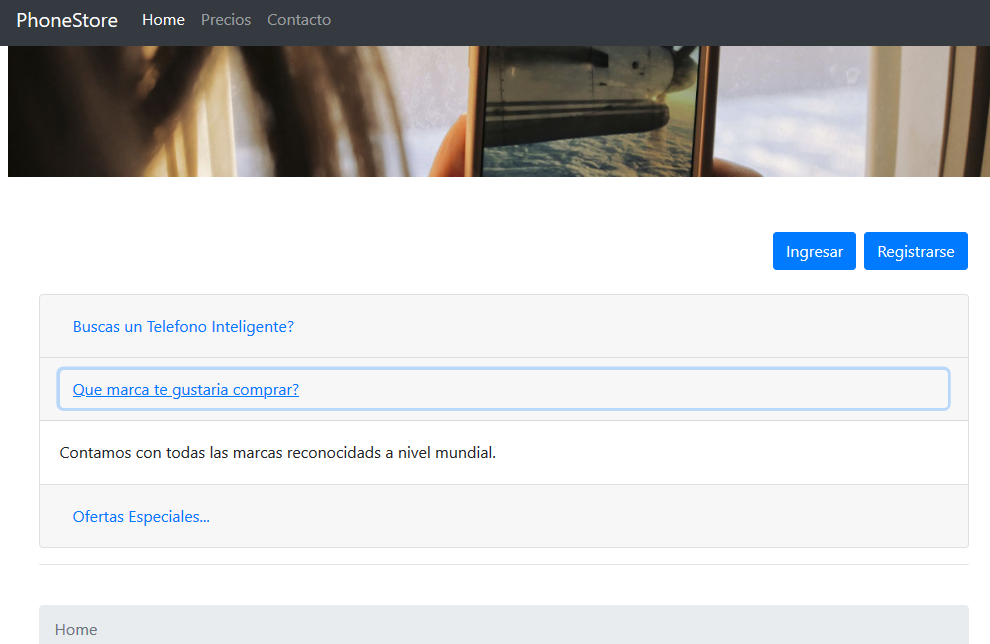 PhoneStore Home Precios Contacto
Ingresar Registrarse
Buscas un Telefono Inteligente?
Que marca te gustaria comprar?
Contamos con todas las marcas reconocidads a nivel mundial.
Ofertas Especiales...
Home